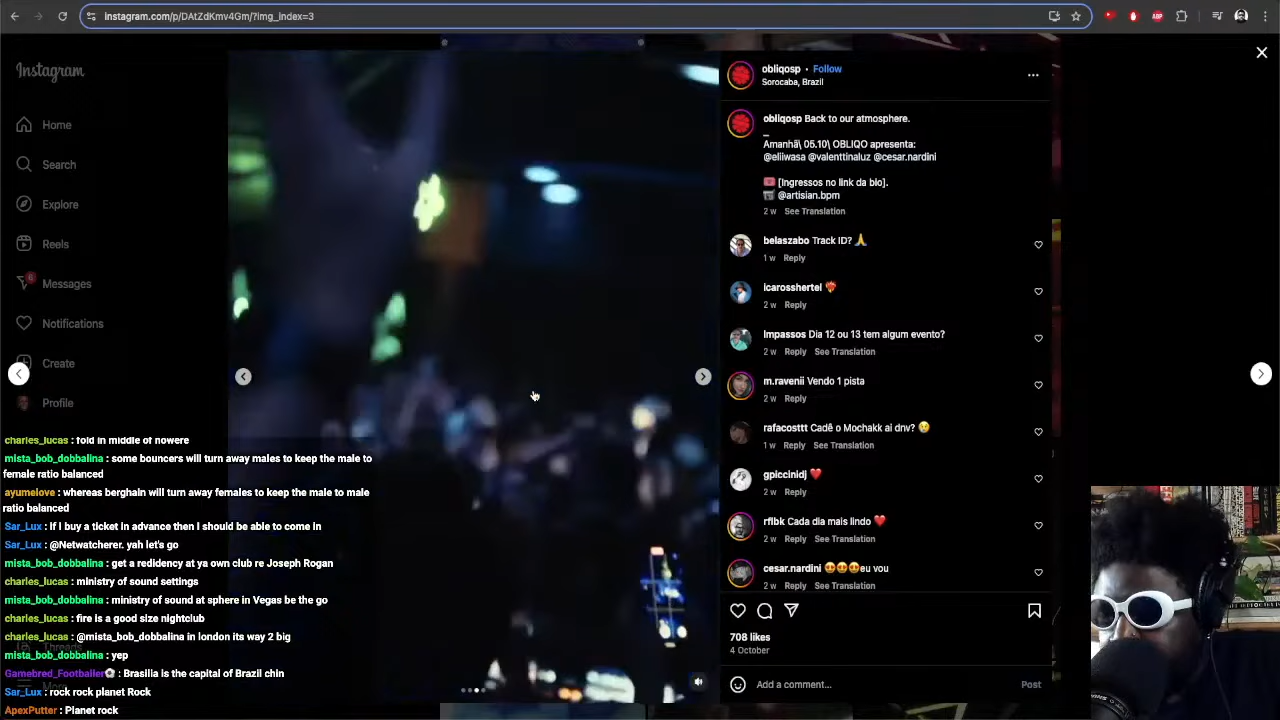 instagram.com/p/DAtZdKmv4Gm/?img_index=3
ABP
Instagram
Home
Search
Explore
Reels
6
Messages
Notifications
Create
Profile
charles_lucas : fold in middle of nowere
mista_bob_dobbalina : some bouncers will turn away males to keep the male to
female ratio balanced
ayumelove : whereas berghain will turn away females to keep the male to male
ratio balanced
Sar_Lux : If I buy a ticket in advance then I should be able to come in
Sar_Lux : @Netwatcherer. yah let's go
mista_bob_dobbalina : get a redidency at ya own club re Joseph Rogan
charles_lucas : ministry of sound settings
mista_bob_dobbalina : ministry of sound at sphere in Vegas be the go
charles_lucas : fire is a good size nightclub
charles_lucas : @mista_bob_dobbalina in london its way 2 big
Threads
mista_bob_dobbalina : yep
Gamebred_Footballer : Brasilia is the capital of Brazil chin
More
Sar_Lux : rock rock planet Rock
ApexPutter : Planet rock
obliqosp • Follow
Sorocaba, Brazil
obliqosp Back to our atmosphere.
_
Amanhã\ 05.10\ OBLIQO apresenta:
@eliiwasa @valenttinaluz @cesar.nardini
🎟 [Ingressos no link da bio].
@artisian.bpm
2 w See Translation
belaszabo Track ID? 🙏
1 w Reply
icarosshertel ❤️‍🔥
2 w Reply
lmpassos Dia 12 ou 13 tem algum evento?
2 w Reply See Translation
m.ravenii Vendo 1 pista
2 w Reply
rafacosttt Cadê o Mochakk ai dnv? 😢
1 w Reply See Translation
gpiccinidj ❤️
2 w Reply
rflbk Cada dia mais lindo ❤️
2 w Reply See Translation
cesar.nardini 😍😍😍eu vou
2 w Reply See Translation
708 likes
4 October
Add a comment...
Post